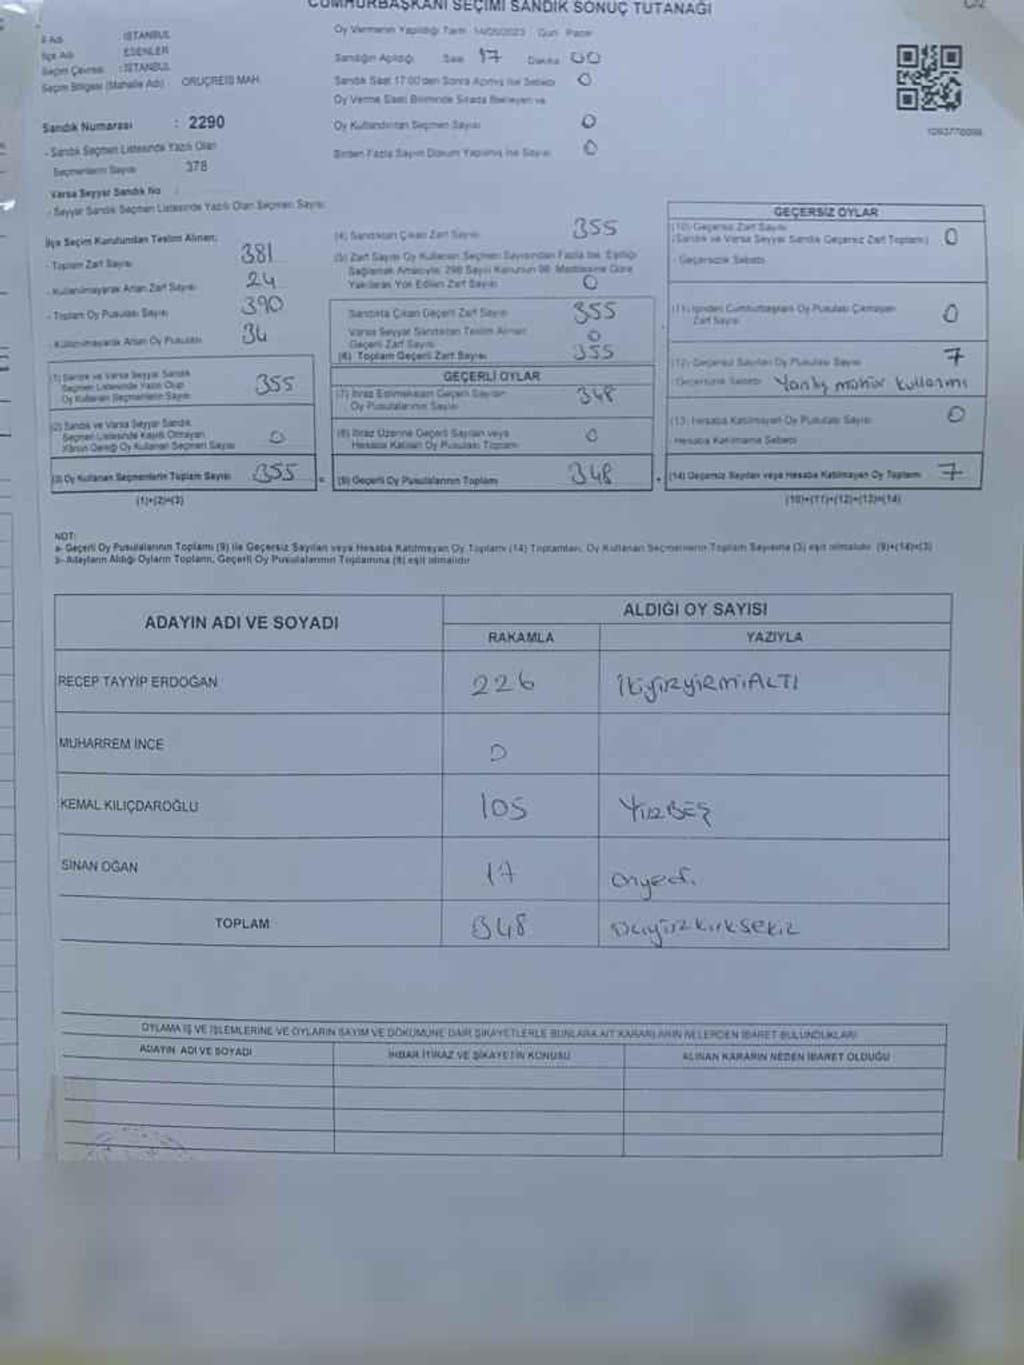 CUMHURBAŞKANI SEÇİMİ SANDIK SONUÇ TUTANAĞI
İl Adı : İSTANBUL
İlçe Adı : ESENLER
Seçim Çevresi : İSTANBUL
Seçim Bölgesi (Mahalle Adı) : ORUÇREİS MAH.
Sandık Numarası : 2290
- Sandık Seçmen Listesinde Yazılı Olan
Seçmenlerin Sayısı 378
Varsa Seyyar Sandık No :
- Seyyar Sandık Seçmen Listesinde Yazılı Olan Seçmen Sayısı:
Oy Vermenin Yapıldığı Tarih 14/05/2023 Gün Pazar
Sandığın Açıldığı Saat 17 Dakika 00
Sandık Saat 17:00'den Sonra Açılmış İse Sebebi 0
Oy Verme Saati Bitiminde Sırada Bekleyen ve
Oy Kullandırılan Seçmen Sayısı 0
Birden Fazla Sayım Döküm Yapılmış İse Sayısı 0
İlçe Seçim Kurulundan Teslim Alınan;
- Toplam Zarf Sayısı 381
- Kullanılmayarak Artan Zarf Sayısı 24
- Toplam Oy Pusulası Sayısı 390
- Kullanılmayarak Artan Oy Pusulası 34
(1) Sandık ve Varsa Seyyar Sandık
Seçmen Listesinde Yazılı Olup
Oy Kullanan Seçmenlerin Sayısı 355
(2) Sandık ve Varsa Seyyar Sandık
Seçmen Listesinde Kayıtlı Olmayan
Kanun Gereği Oy Kullanan Seçmen Sayısı 0
(3) Oy Kullanan Seçmenlerin Toplam Sayısı 355
(1)+(2)=(3)
(4) Sandıktan Çıkan Zarf Sayısı 355
(5) Zarf Sayısı Oy Kullanan Seçmen Sayısından Fazla İse, Eşitliği
Sağlamak Amacıyla; 298 Sayılı Kanunun 98. Maddesine Göre
Yakılarak Yok Edilen Zarf Sayısı 0
Sandıkta Çıkan Geçerli Zarf Sayısı 355
Varsa Seyyar Sandıktan Teslim Alınan
Geçerli Zarf Sayısı 0
(6) Toplam Geçerli Zarf Sayısı 355
GEÇERLİ OYLAR
(7) İtiraz Edilmeksizin Geçerli Sayılan
Oy Pusulalarının Sayısı 348
(8) İtiraz Üzerine Geçerli Sayılan veya
Hesaba Katılan Oy Pusulası Toplamı 0
(9) Geçerli Oy Pusulalarının Toplamı 348
GEÇERSİZ OYLAR
(10) Geçersiz Zarf Sayısı
(Sandık ve Varsa Seyyar Sandık Geçersiz Zarf Toplamı) 0
- Geçersizlik Sebebi
(11) İçinden Cumhurbaşkanı Oy Pusulası Çıkmayan
Zarf Sayısı 0
(12) Geçersiz Sayılan Oy Pusulası Sayısı 7
- Geçersizlik Sebebi Yanlış mühür kullanımı
(13) Hesaba Katılmayan Oy Pusulası Sayısı 0
- Hesaba Katılmama Sebebi
(14) Geçersiz Sayılan veya Hesaba Katılmayan Oy Toplamı 7
(10)+(11)+(12)+(13)=(14)
NOT:
a- Geçerli Oy Pusulalarının Toplamı (9) ile Geçersiz Sayılan veya Hesaba Katılmayan Oy Toplamı (14) Toplamları, Oy Kullanan Seçmenlerin Toplam Sayısına (3) eşit olmalıdır. (9)+(14)=(3)
b- Adayların Aldığı Oyların Toplamı, Geçerli Oy Pusulalarının Toplamına (9) eşit olmalıdır
ADAYIN ADI VE SOYADI ALDIĞI OY SAYISI
RAKAMLA YAZIYLA
RECEP TAYYİP ERDOĞAN 226 İkiyüzyirmiALTI
MUHARREM İNCE 0
KEMAL KILIÇDAROĞLU 105 YÜZBEŞ
SİNAN OĞAN 17 Onyedi
TOPLAM 348 Üçyüzkırksekiz
OYLAMA İŞ VE İŞLEMLERİNE VE OYLARIN SAYIM VE DÖKÜMÜNE DAİR ŞİKAYETLERLE BUNLARA AİT KARARLARIN NELERDEN İBARET BULUNDUKLARI
ADAYIN ADI VE SOYADI İHBAR İTİRAZ VE ŞİKAYETİN KONUSU ALINAN KARARIN NEDEN İBARET OLDUĞU